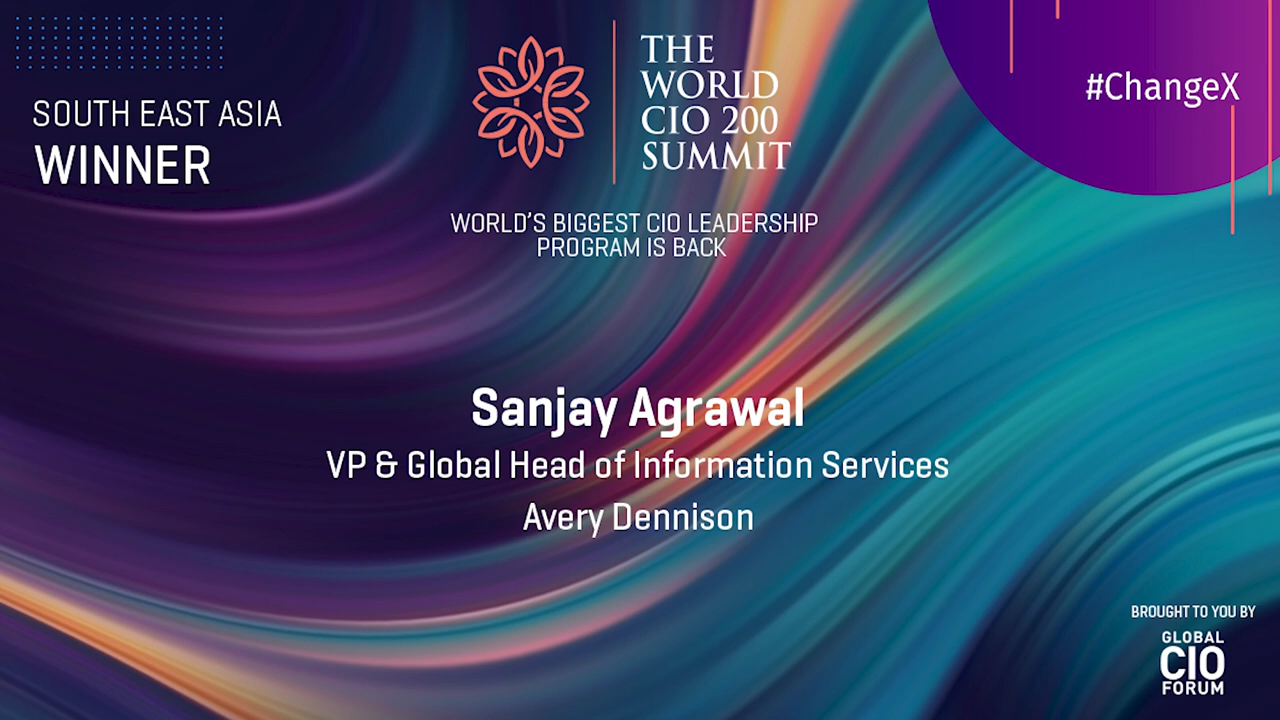 SOUTH EAST ASIA
WINNER
THE
WORLD
CIO 200
SUMMIT
#ChangeX
WORLD'S BIGGEST CIO LEADERSHIP
PROGRAM IS BACK
Sanjay Agrawal
VP & Global Head of Information Services
Avery Dennison
BROUGHT TO YOU BY
GLOBAL
CIO
FORUM